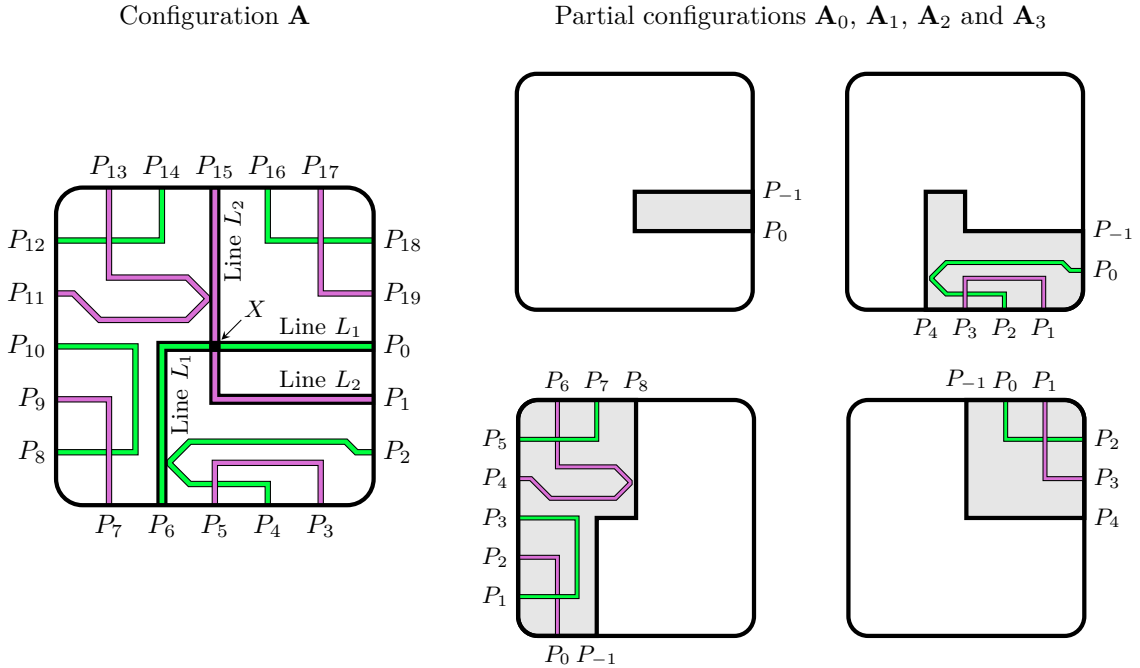 Configuration A
Partial configurations A₀, A₁, A₂ and A₃
P₁₃ P₁₄ P₁₅ P₁₆ P₁₇
P₁₂
P₁₁
P₁₀
P₉
P₈
Line L₂
X
Line L₁
Line L₁
Line L₂
P₁₈
P₁₉
P₀
P₁
P₂
P₇ P₆ P₅ P₄ P₃
P₋₁
P₀
P₋₁
P₀
P₄ P₃ P₂ P₁
P₆ P₇ P₈
P₅
P₄
P₃
P₂
P₁
P₀ P₋₁
P₋₁ P₀ P₁
P₂
P₃
P₄